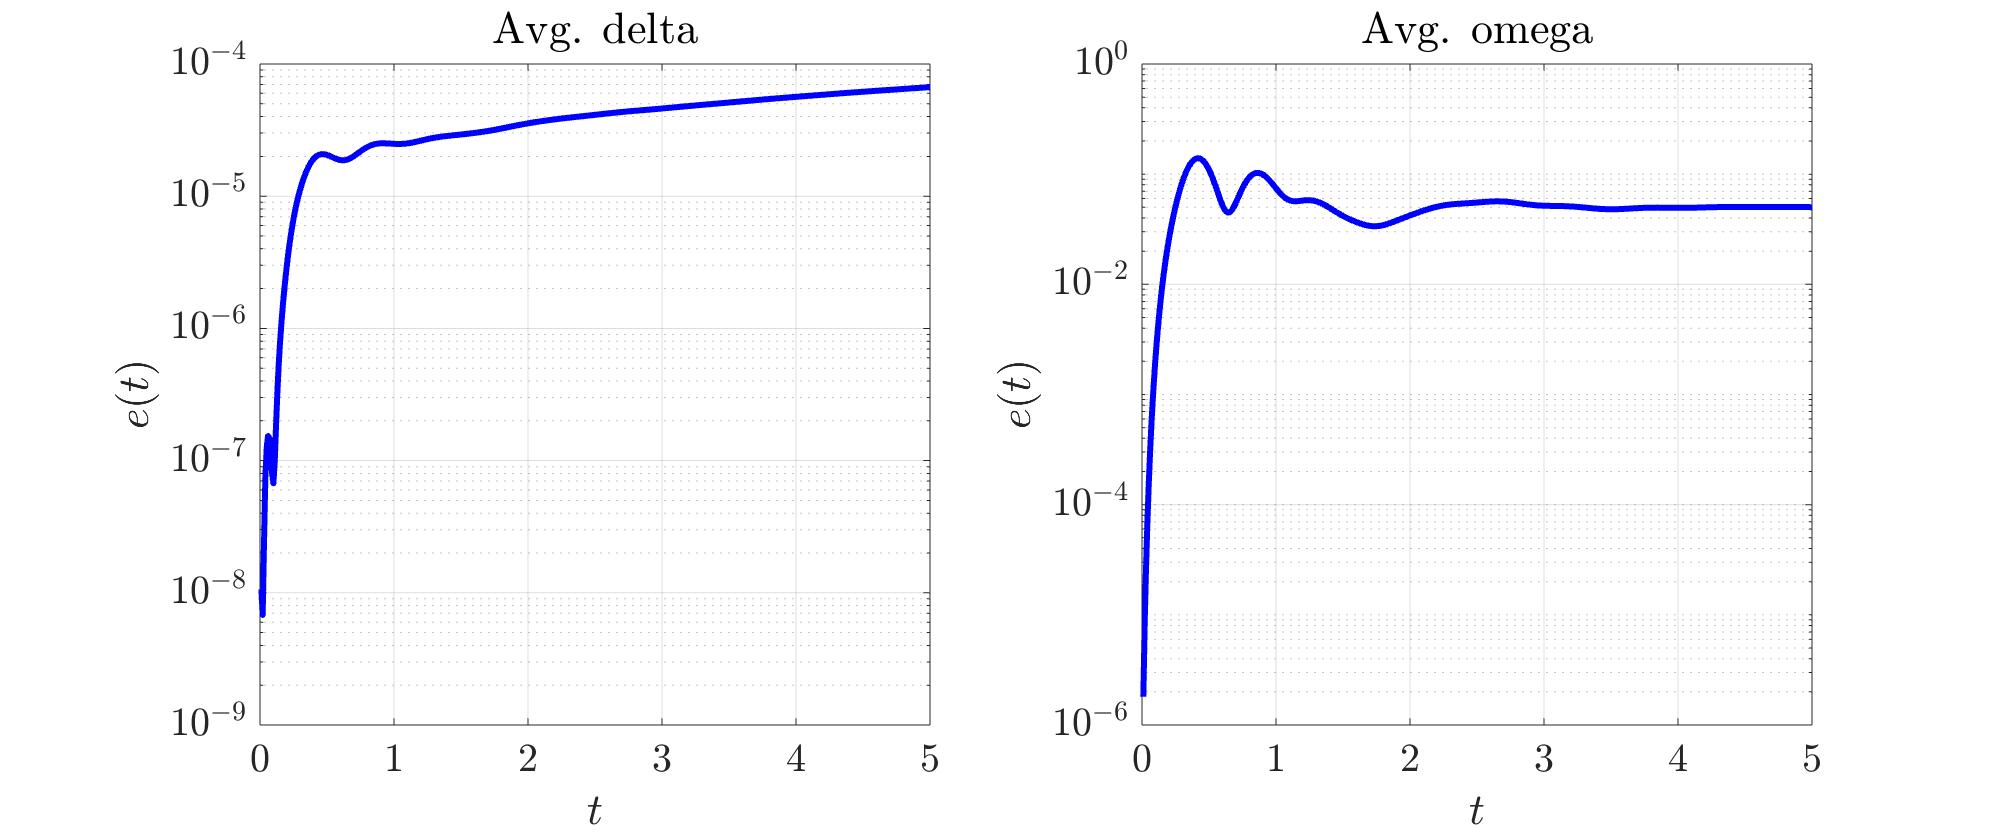 Avg. delta
10^{-4}
10^{-5}
10^{-6}
10^{-7}
10^{-8}
10^{-9}
e(t)
0 1 2 3 4 5
t
Avg. omega
10^{0}
10^{-2}
10^{-4}
10^{-6}
e(t)
0 1 2 3 4 5
t